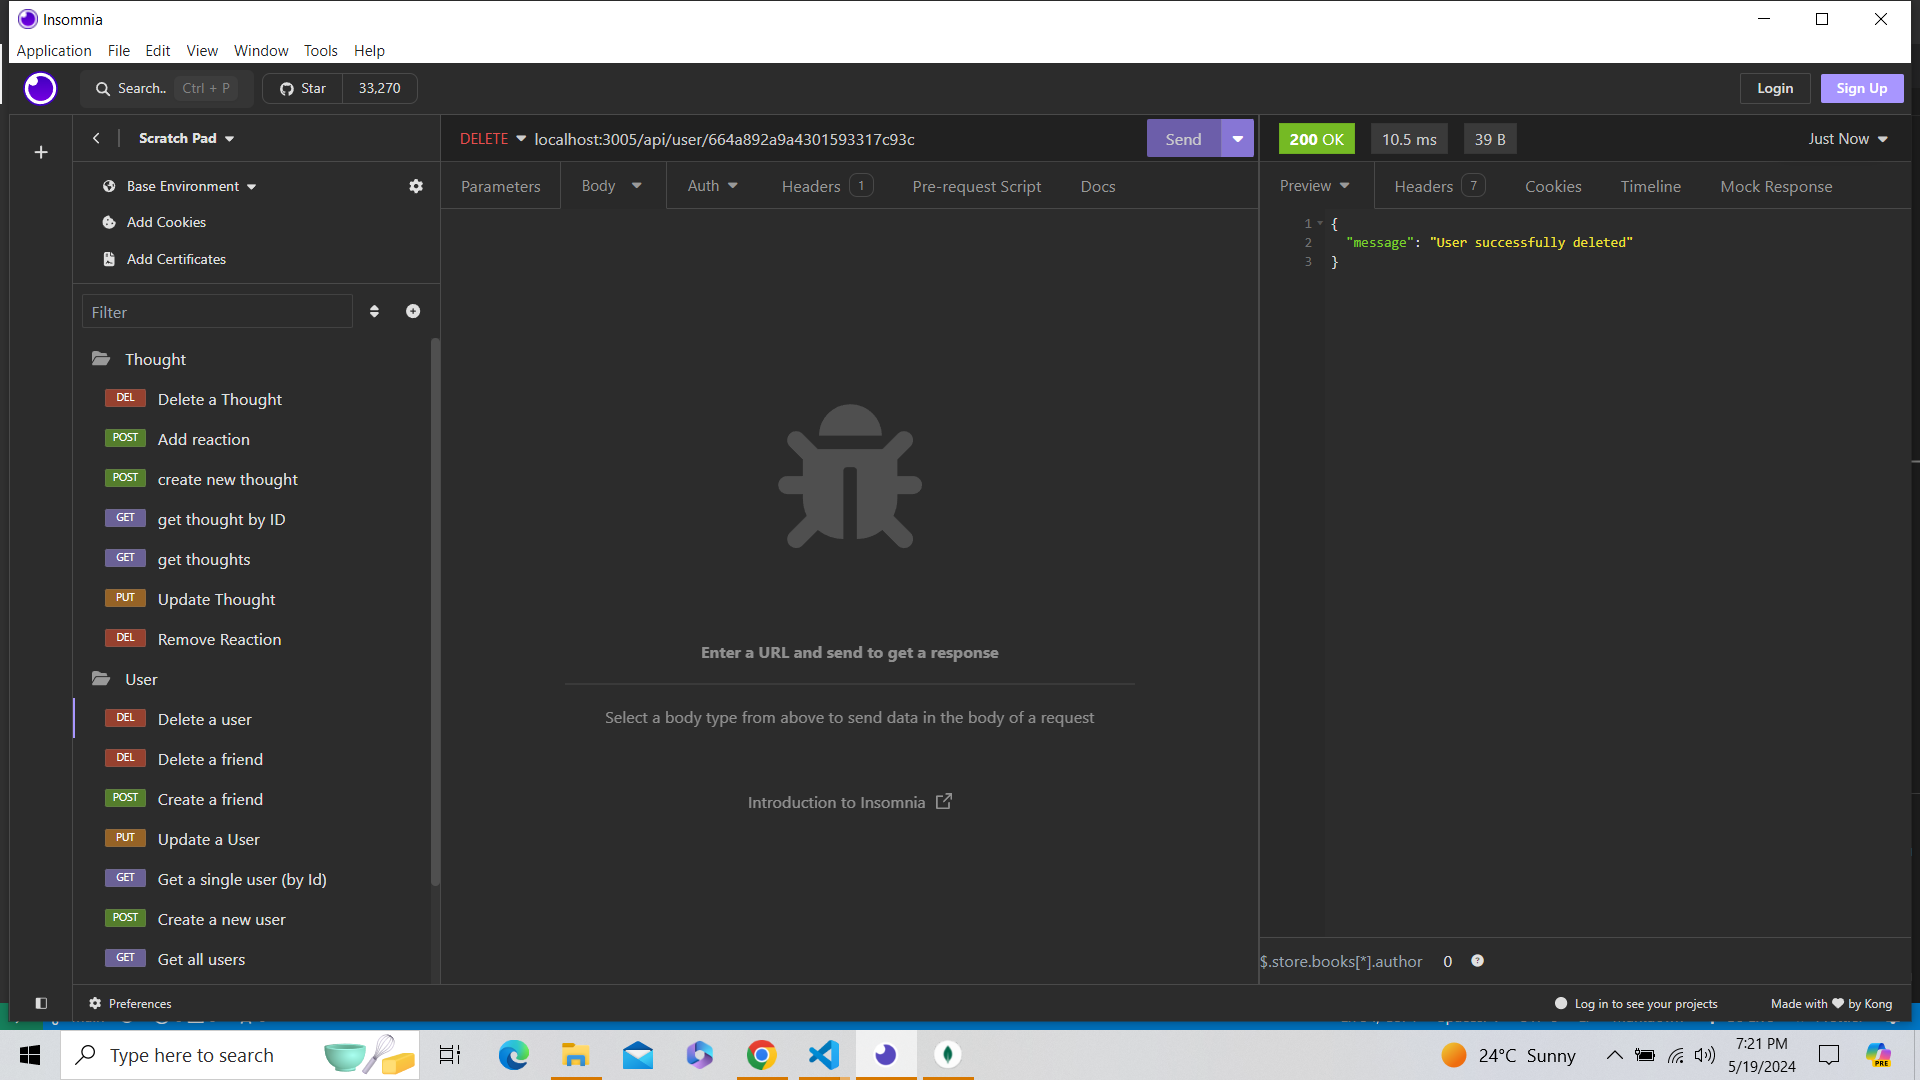 Insomnia
Application File Edit View Window Tools Help
Search.. Ctrl + P Star 33,270 Login Sign Up
Scratch Pad
DELETE localhost:3005/api/user/664a892a9a4301593317c93c Send
200 OK 10.5 ms 39 B Just Now
Base Environment
Add Cookies
Add Certificates
Parameters Body Auth Headers 1 Pre-request Script Docs
Preview Headers 7 Cookies Timeline Mock Response
1 {
2 "message": "User successfully deleted"
3 }
Filter
Thought
DEL Delete a Thought
POST Add reaction
POST create new thought
GET get thought by ID
GET get thoughts
PUT Update Thought
DEL Remove Reaction
User
DEL Delete a user
DEL Delete a friend
POST Create a friend
PUT Update a User
GET Get a single user (by Id)
POST Create a new user
GET Get all users
Enter a URL and send to get a response
Select a body type from above to send data in the body of a request
Introduction to Insomnia
$.store.books[*].author 0 ?
Preferences
Log in to see your projects Made with ❤ by Kong
Type here to search
24°C Sunny
PRE
7:21 PM
5/19/2024